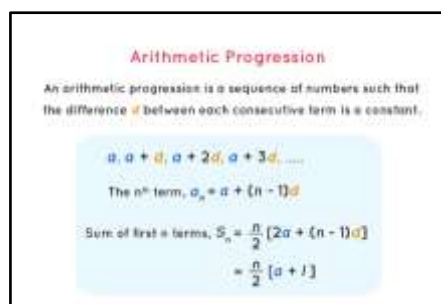 Arithmetic Progression
An arithmetic progression is a sequence of numbers such that
the difference d between each consecutive term is a constant.
a, a + d, a + 2d, a + 3d, .....
The nᵗʰ term, aₙ = a + (n - 1)d
Sum of first n terms, Sₙ = n/2 [2a + (n - 1)d]
= n/2 [a + l]